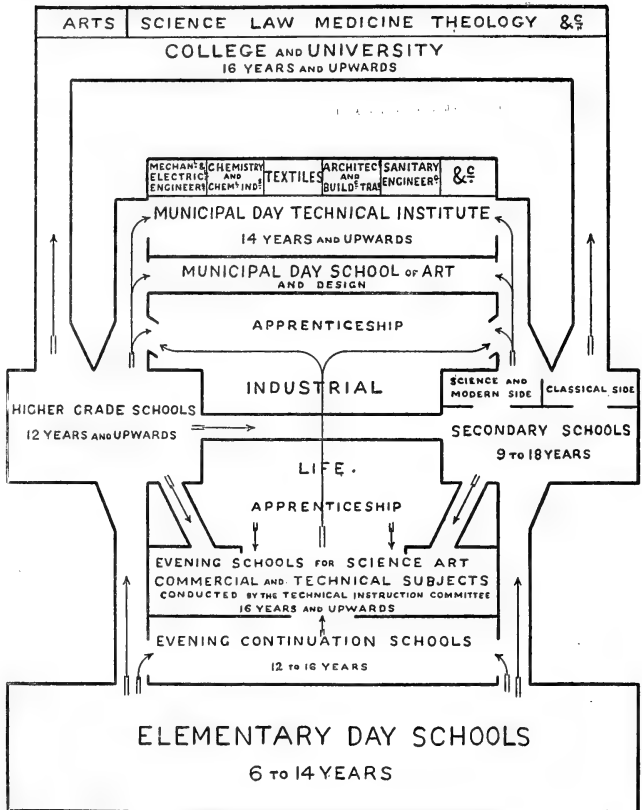 ARTS SCIENCE LAW MEDICINE THEOLOGY &c
COLLEGE AND UNIVERSITY
16 YEARS AND UPWARDS
MECHANL &
ELECTRICL
ENGINEERG
CHEMISTRY
AND
CHEML INDS
TEXTILES
ARCHITECT
AND
BUILDG TRAS
SANITARY
ENGINEERG
&c
MUNICIPAL DAY TECHNICAL INSTITUTE
14 YEARS AND UPWARDS
MUNICIPAL DAY SCHOOL OF ART
AND DESIGN
APPRENTICESHIP
INDUSTRIAL
SCIENCE AND
MODERN SIDE
CLASSICAL SIDE
HIGHER GRADE SCHOOLS
12 YEARS AND UPWARDS
SECONDARY SCHOOLS
9 TO 18 YEARS
LIFE.
APPRENTICESHIP
EVENING SCHOOLS FOR SCIENCE ART
COMMERCIAL AND TECHNICAL SUBJECTS
CONDUCTED BY THE TECHNICAL INSTRUCTION COMMITTEE
16 YEARS AND UPWARDS
EVENING CONTINUATION SCHOOLS
12 TO 16 YEARS
ELEMENTARY DAY SCHOOLS
6 TO 14 YEARS